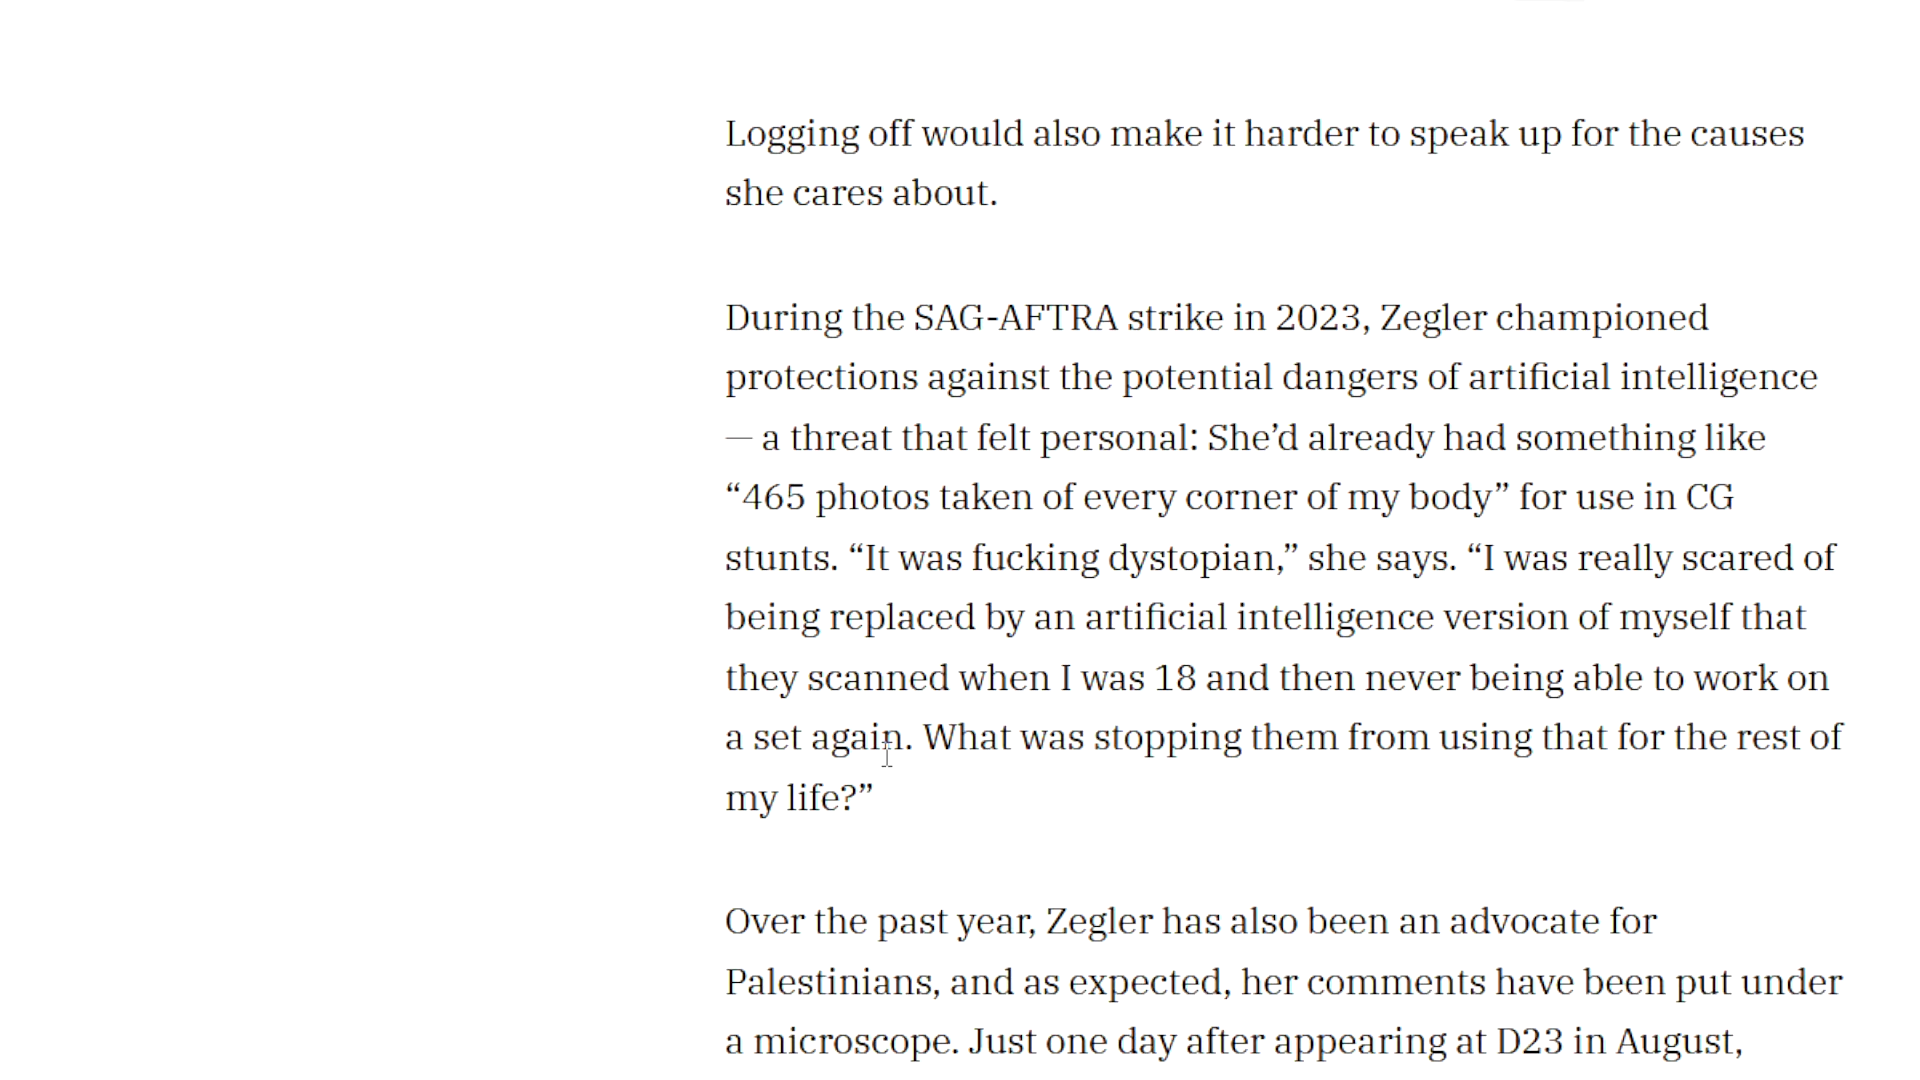 Logging off would also make it harder to speak up for the causes
she cares about.
During the SAG-AFTRA strike in 2023, Zegler championed
protections against the potential dangers of artificial intelligence
— a threat that felt personal: She’d already had something like
“465 photos taken of every corner of my body” for use in CG
stunts. “It was fucking dystopian,” she says. “I was really scared of
being replaced by an artificial intelligence version of myself that
they scanned when I was 18 and then never being able to work on
a set again. What was stopping them from using that for the rest of
my life?”
Over the past year, Zegler has also been an advocate for
Palestinians, and as expected, her comments have been put under
a microscope. Just one day after appearing at D23 in August,